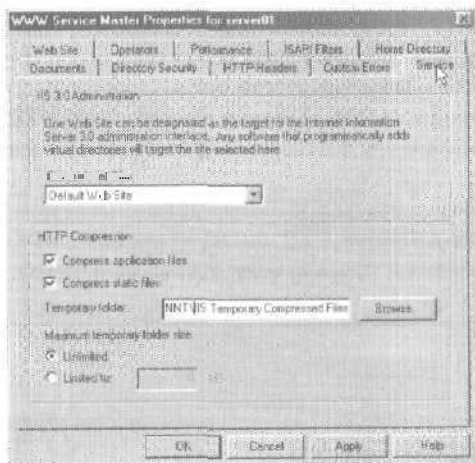 WWW Service Master Properties for server01
Web Site Operators Performance ISAPI Filters Home Directory
Documents Directory Security HTTP Headers Custom Errors Service
IIS 3.0 Administration
One Web Site can be designated as the target for the Internet Information
Server 3.0 administration interface. Any software that programmatically adds
virtual directories will target the site selected here.
Default Web Site
HTTP Compression
Compress application files
Compress static files
Temporary folder: NNT\IIS Temporary Compressed Files Browse
Maximum temporary folder size:
Unlimited
Limited to:
OK Cancel Apply Help